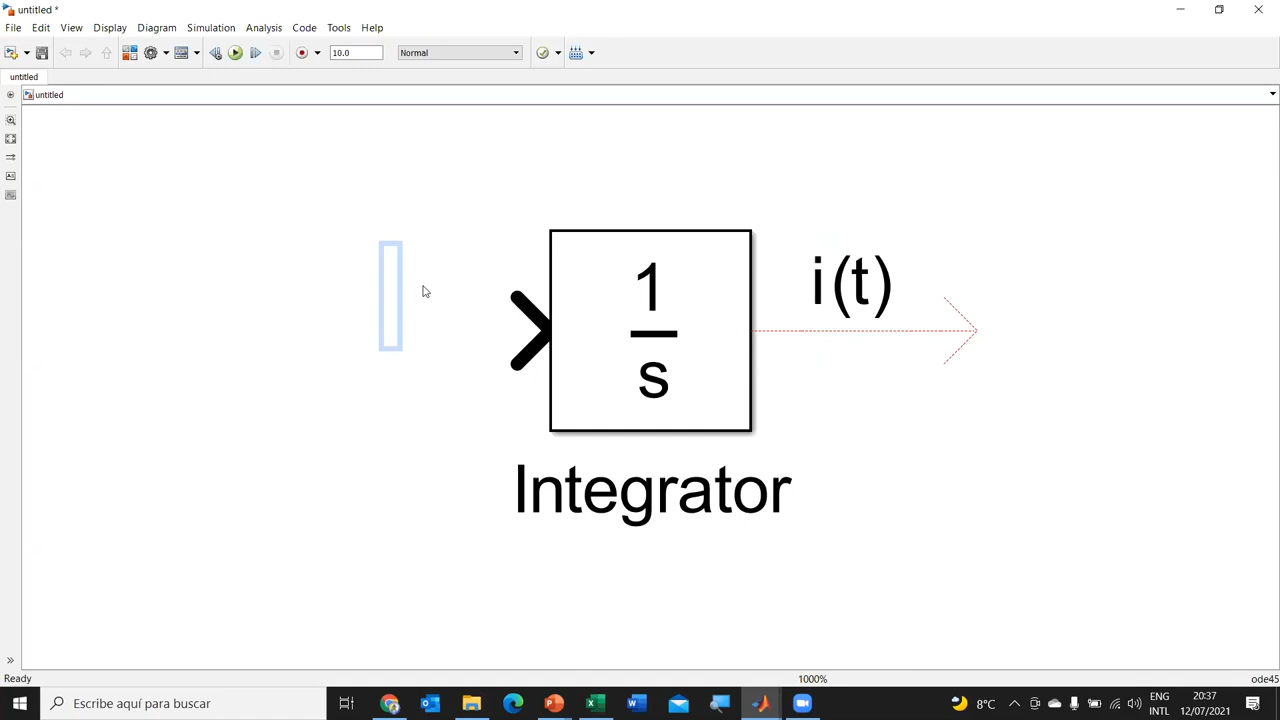 untitled *
File Edit View Display Diagram Simulation Analysis Code Tools Help
10.0 Normal
untitled
untitled
i(t)
1
s
Integrator
Ready 1000% ode45
Escribe aquí para buscar
8°C
ENG
INTL
20:37
12/07/2021